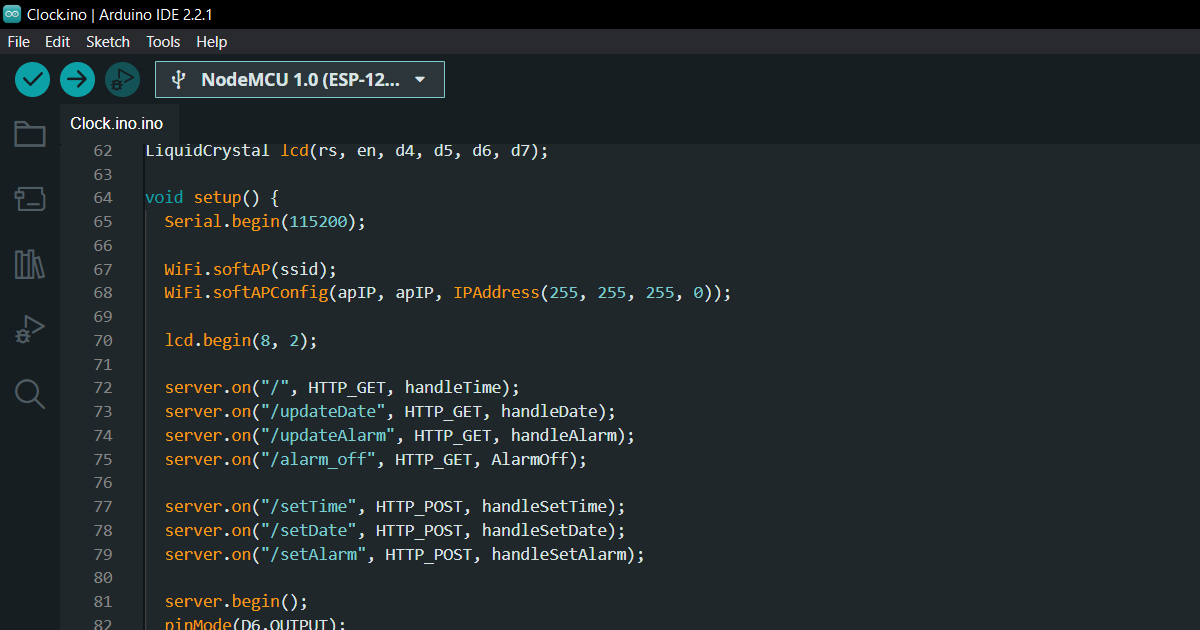 Clock.ino | Arduino IDE 2.2.1
File Edit Sketch Tools Help
NodeMCU 1.0 (ESP-12...
Clock.ino.ino
62 LiquidCrystal lcd(rs, en, d4, d5, d6, d7);
63
64 void setup() {
65 Serial.begin(115200);
66
67 WiFi.softAP(ssid);
68 WiFi.softAPConfig(apIP, apIP, IPAddress(255, 255, 255, 0));
69
70 lcd.begin(8, 2);
71
72 server.on("/", HTTP_GET, handleTime);
73 server.on("/updateDate", HTTP_GET, handleDate);
74 server.on("/updateAlarm", HTTP_GET, handleAlarm);
75 server.on("/alarm_off", HTTP_GET, AlarmOff);
76
77 server.on("/setTime", HTTP_POST, handleSetTime);
78 server.on("/setDate", HTTP_POST, handleSetDate);
79 server.on("/setAlarm", HTTP_POST, handleSetAlarm);
80
81 server.begin();
82 pinMode(D6,OUTPUT);